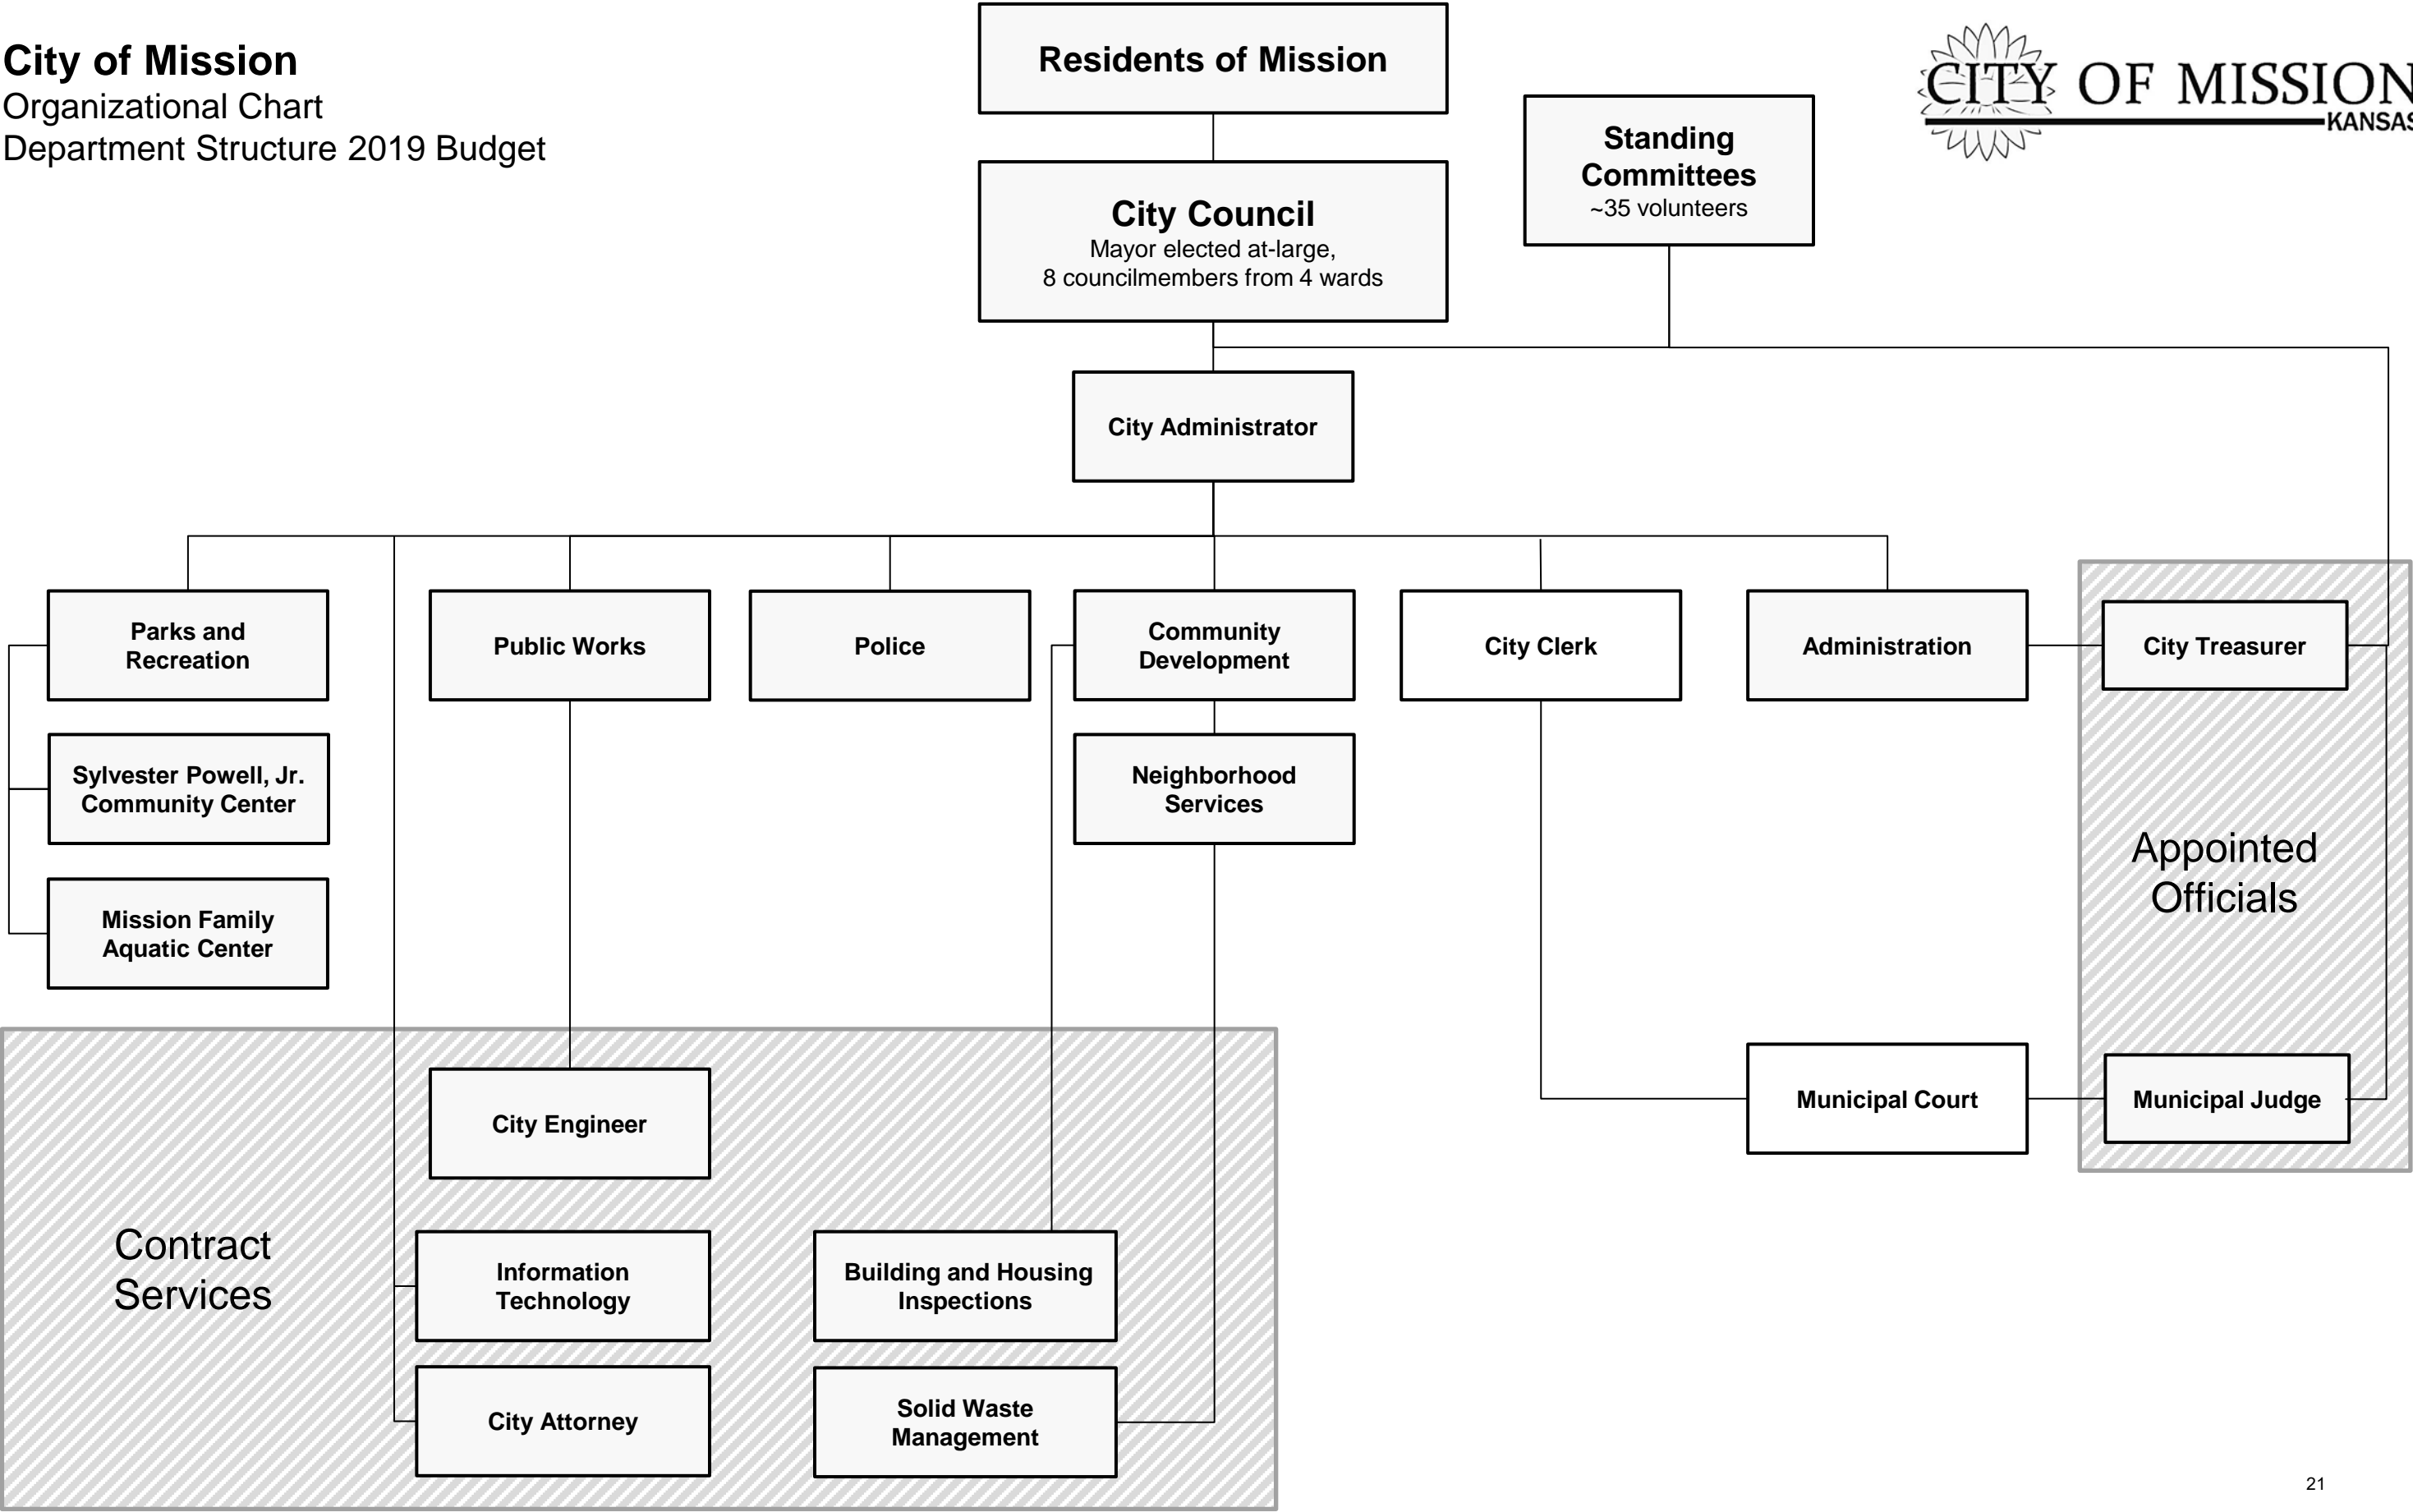 City of Mission
Organizational Chart
Department Structure 2019 Budget
Residents of Mission
CITY OF MISSION
KANSAS
Standing
Committees
~35 volunteers
City Council
Mayor elected at-large,
8 councilmembers from 4 wards
City Administrator
Parks and
Recreation
Public Works
Police
Community
Development
City Clerk
Administration
City Treasurer
Sylvester Powell, Jr.
Community Center
Neighborhood
Services
Mission Family
Aquatic Center
Appointed
Officials
City Engineer
Municipal Court
Municipal Judge
Contract
Services
Information
Technology
Building and Housing
Inspections
City Attorney
Solid Waste
Management
21